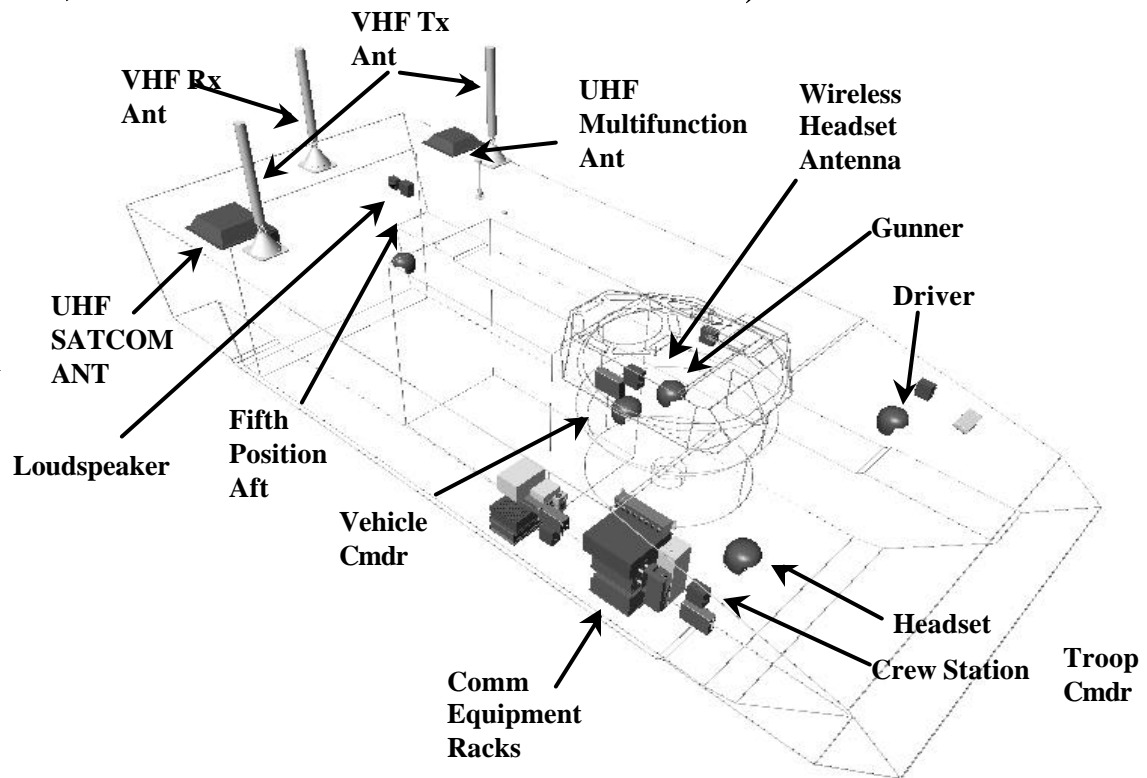 VHF Tx
Ant
VHF Rx
Ant
UHF
Multifunction
Ant
Wireless
Headset
Antenna
Gunner
Driver
UHF
SATCOM
ANT
Fifth
Position
Aft
Loudspeaker
Vehicle
Cmdr
Headset
Crew Station
Troop
Cmdr
Comm
Equipment
Racks